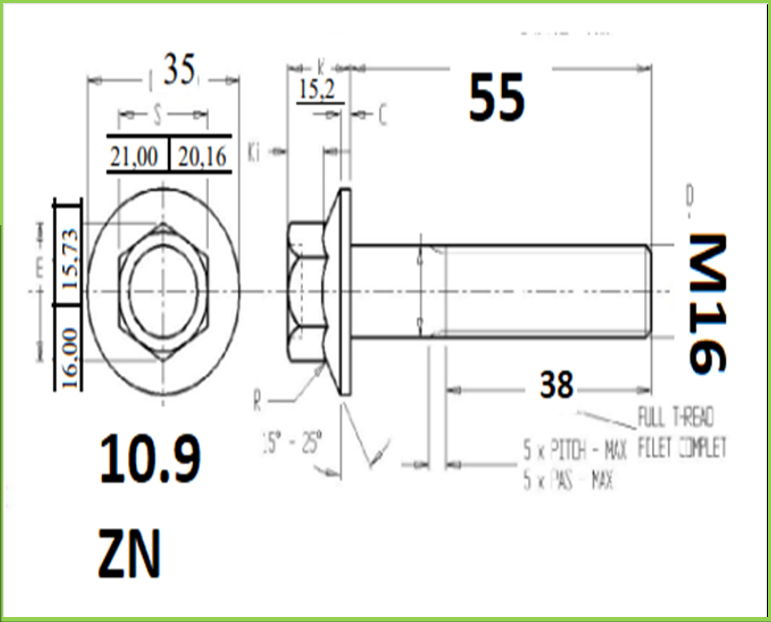 35
K
15,2
55
S
C
21,00 20,16
Ki
D
E
15,73
16,00
M16
38
R
15° - 25°
FULL THREAD
FILET COMPLET
5 x PITCH - MAX
5 x PAS - MAX
10.9
ZN